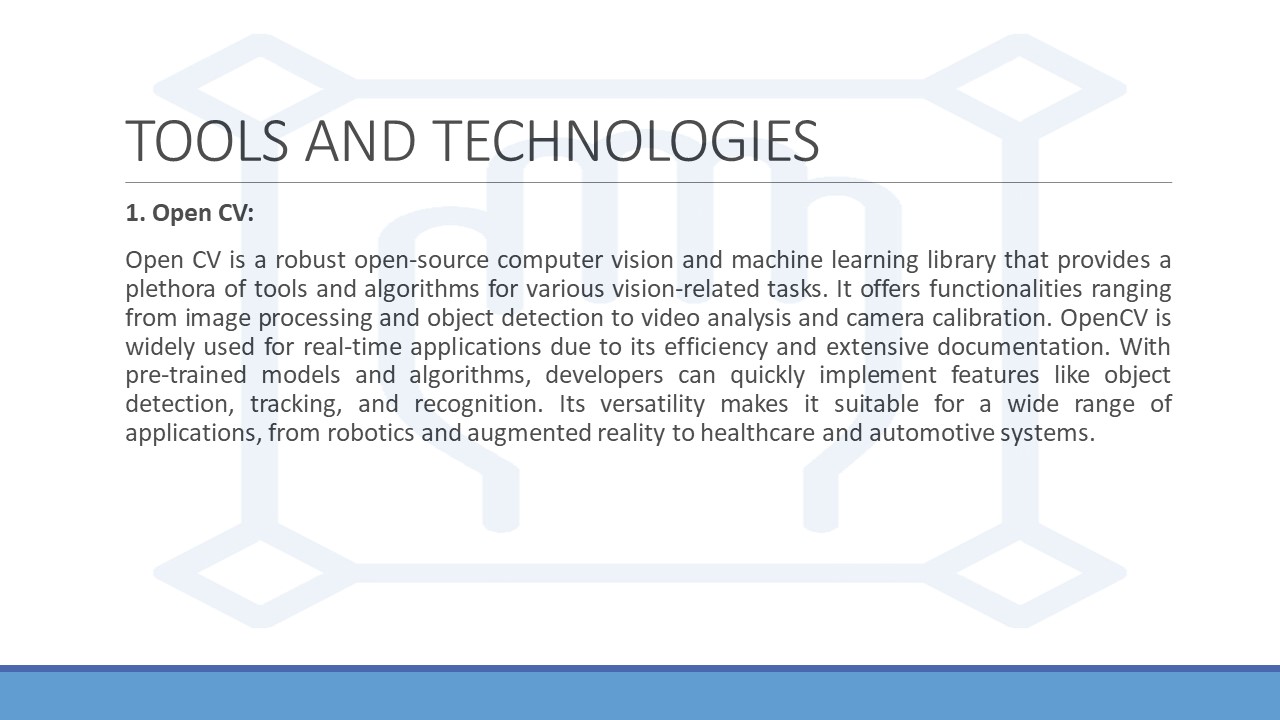 TOOLS AND TECHNOLOGIES
1. Open CV:
Open CV is a robust open-source computer vision and machine learning library that provides a
plethora of tools and algorithms for various vision-related tasks. It offers functionalities ranging
from image processing and object detection to video analysis and camera calibration. OpenCV is
widely used for real-time applications due to its efficiency and extensive documentation. With
pre-trained models and algorithms, developers can quickly implement features like object
detection, tracking, and recognition. Its versatility makes it suitable for a wide range of
applications, from robotics and augmented reality to healthcare and automotive systems.